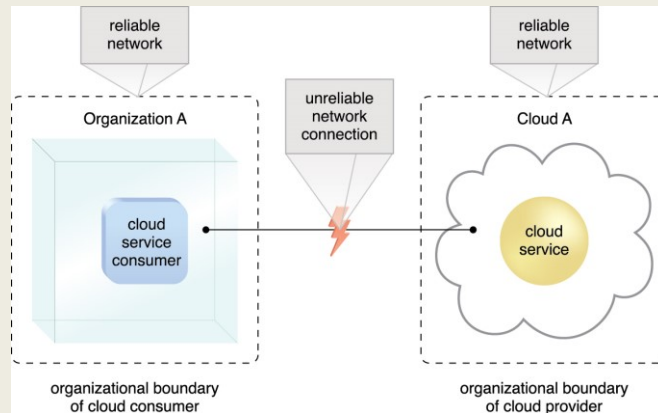 reliable
network
reliable
network
unreliable
network
connection
Organization A
Cloud A
cloud
service
consumer
cloud
service
organizational boundary
of cloud consumer
organizational boundary
of cloud provider